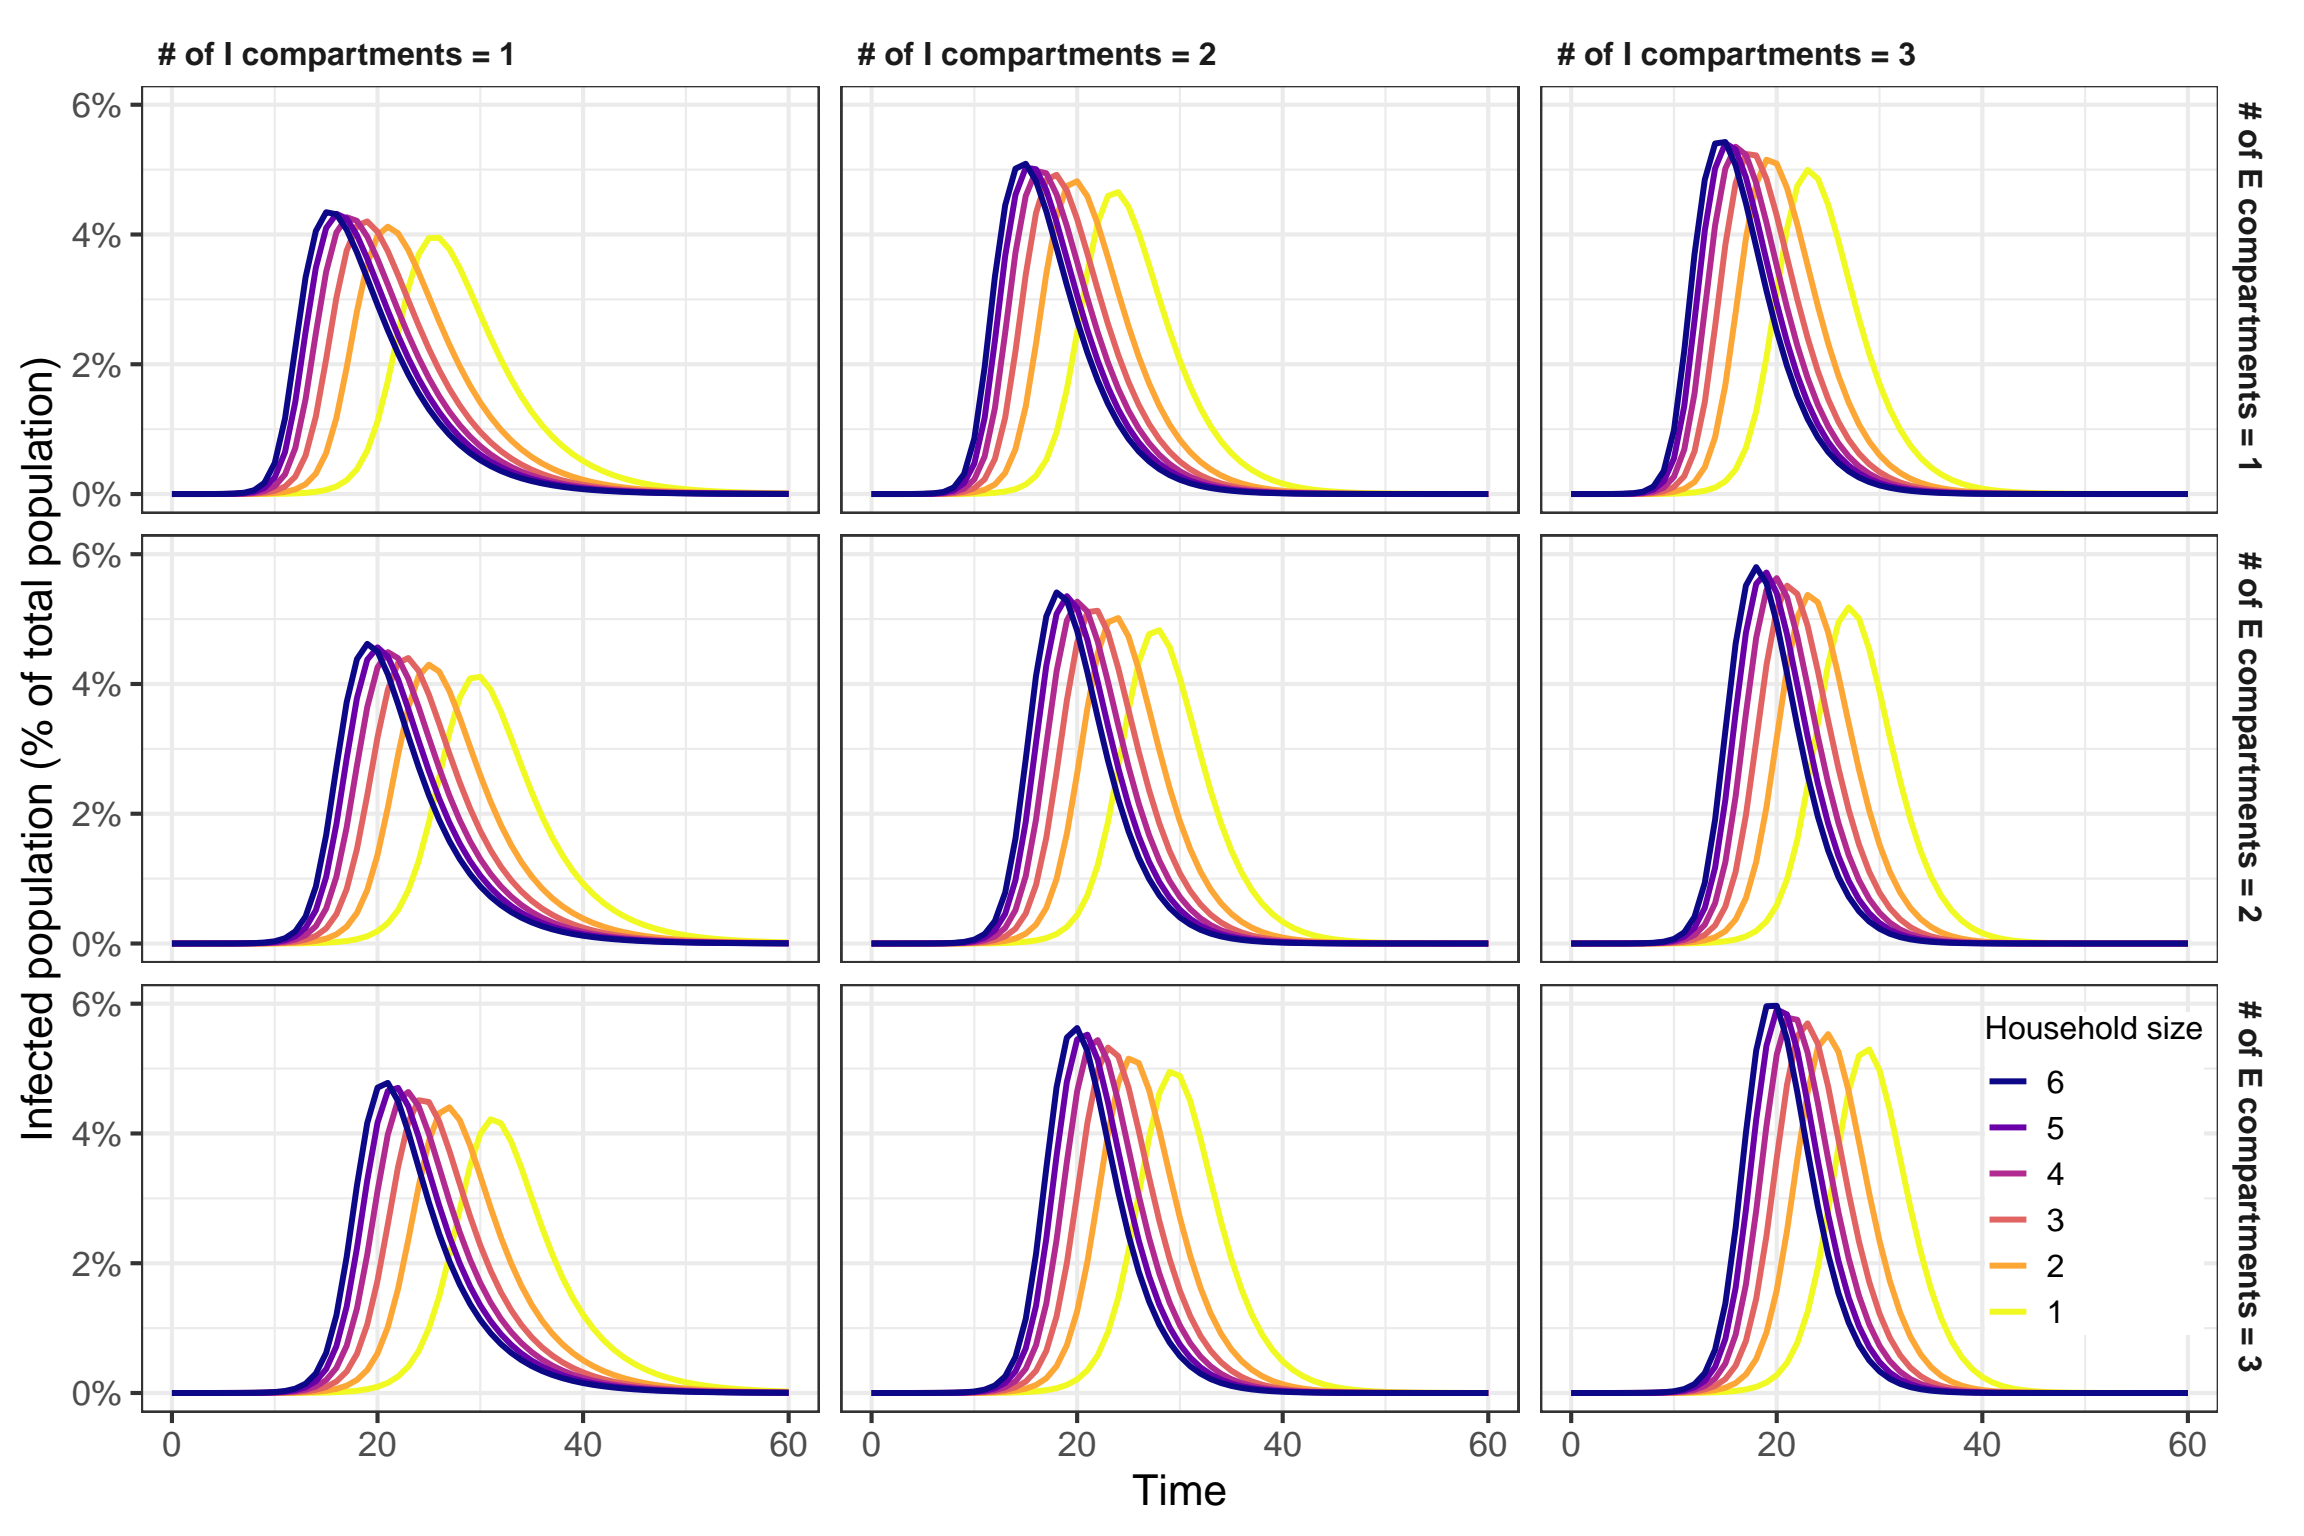 # of I compartments = 1
# of I compartments = 2
# of I compartments = 3
Infected population (% of total population)
6%
4%
2%
0%
# of E compartments = 1
6%
4%
2%
0%
# of E compartments = 2
6%
4%
2%
0%
Household size
6
5
4
3
2
1
# of E compartments = 3
0 20 40 60
0 20 40 60
0 20 40 60
Time